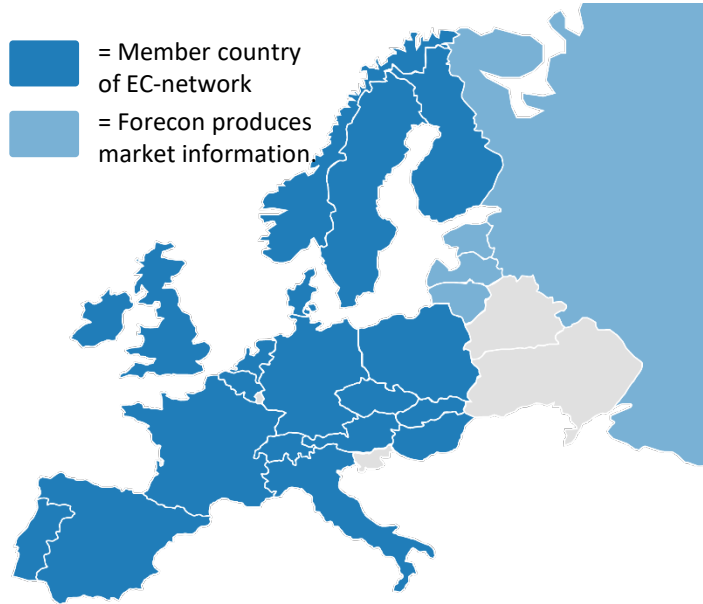 = Member country
of EC-network
= Forecon produces
market information.